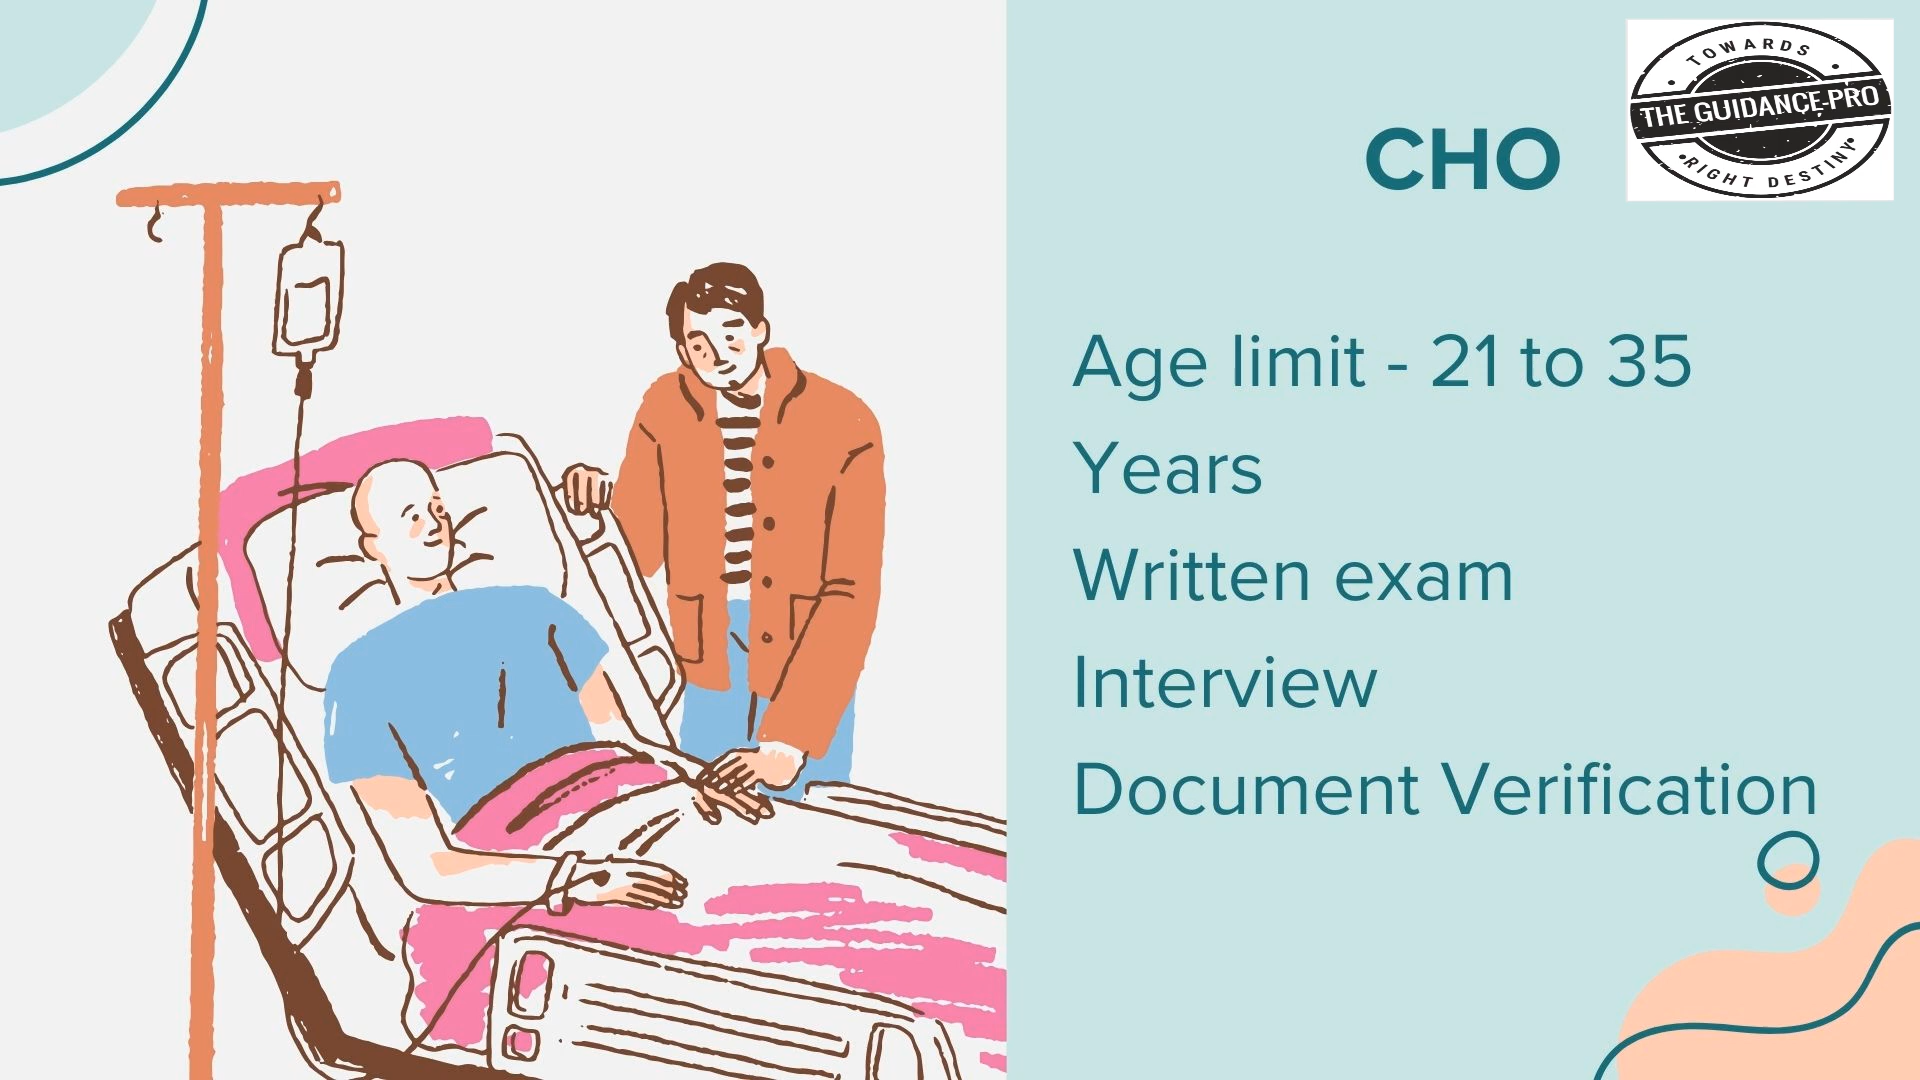 TOWARDS
THE GUIDANCE-PRO
RIGHT DESTINY
CHO
Age limit - 21 to 35
Years
Written exam
Interview
Document Verification